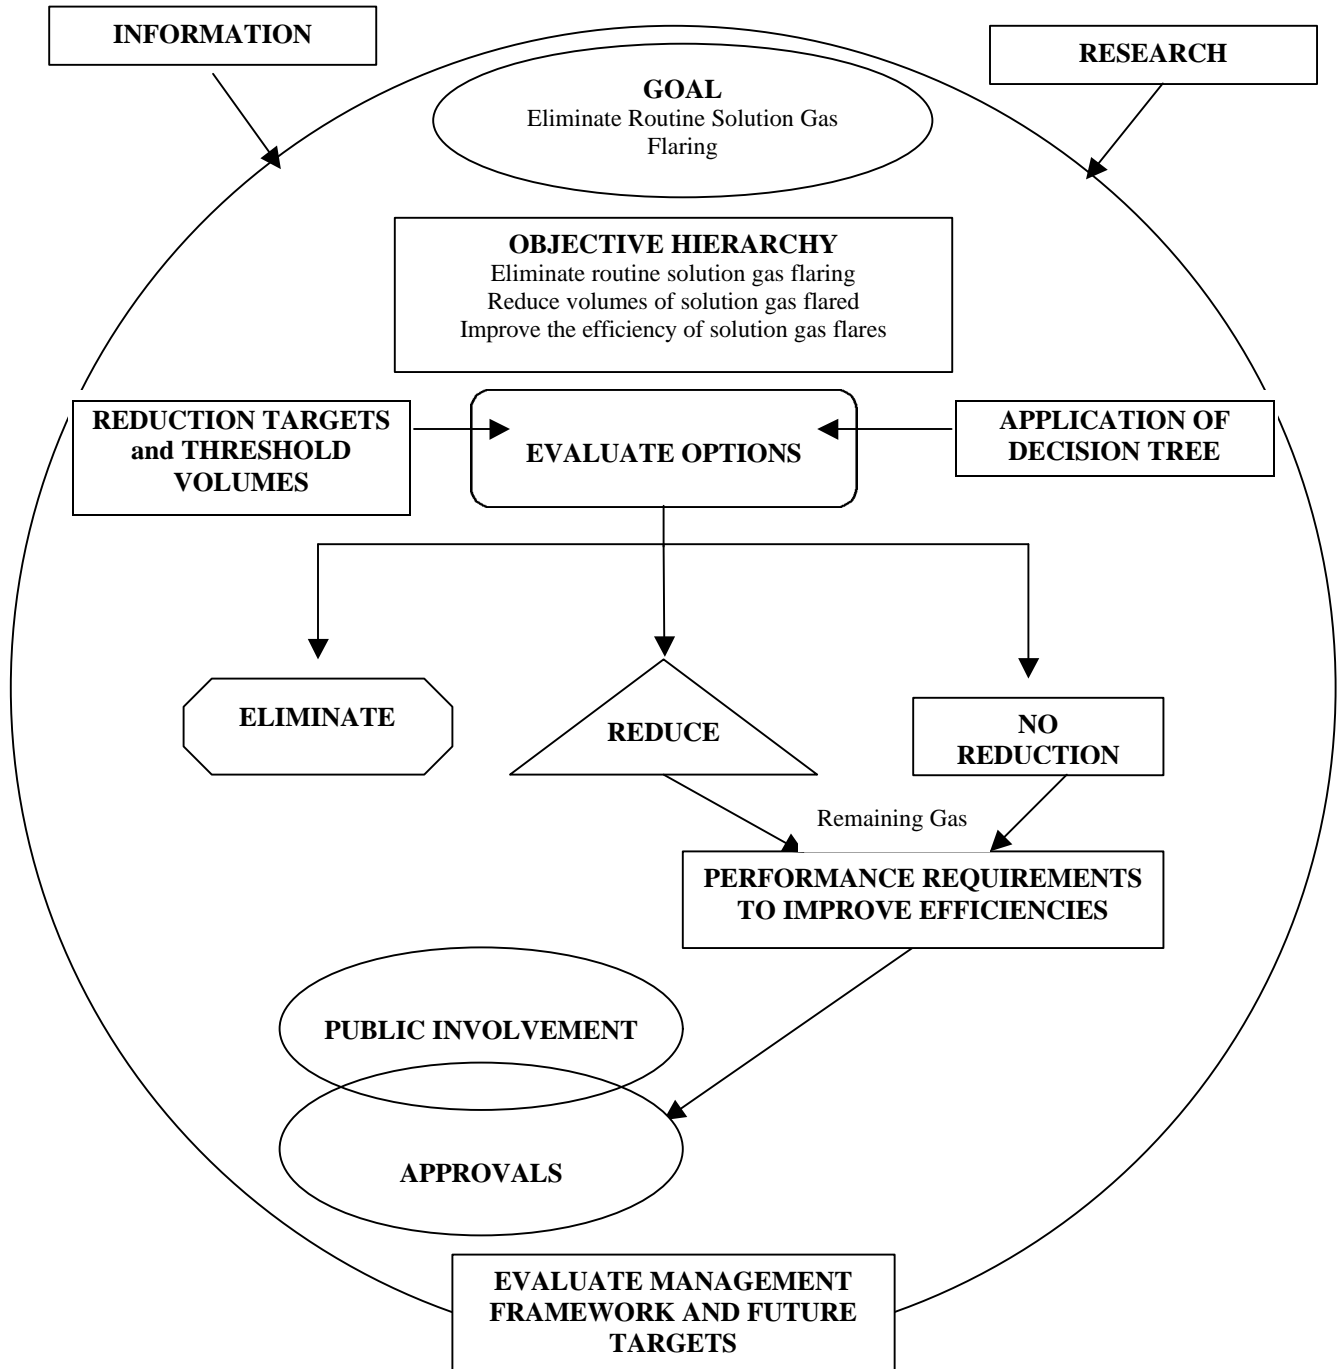 INFORMATION
RESEARCH
GOAL
Eliminate Routine Solution Gas
Flaring
OBJECTIVE HIERARCHY
Eliminate routine solution gas flaring
Reduce volumes of solution gas flared
Improve the efficiency of solution gas flares
REDUCTION TARGETS
and THRESHOLD
VOLUMES
EVALUATE OPTIONS
APPLICATION OF
DECISION TREE
ELIMINATE
REDUCE
NO
REDUCTION
Remaining Gas
PERFORMANCE REQUIREMENTS
TO IMPROVE EFFICIENCIES
PUBLIC INVOLVEMENT
APPROVALS
EVALUATE MANAGEMENT
FRAMEWORK AND FUTURE
TARGETS